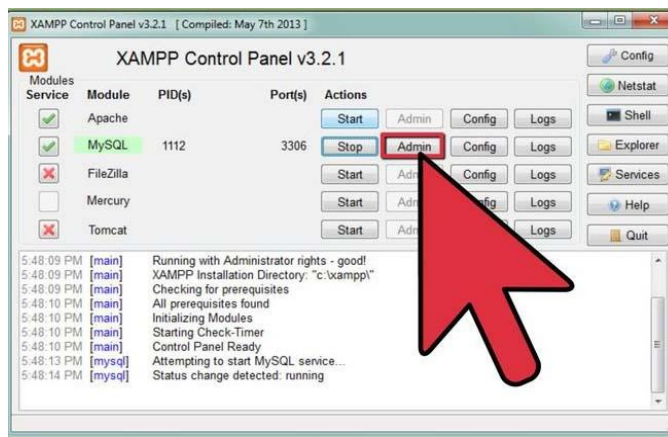 XAMPP Control Panel v3.2.1 [ Compiled: May 7th 2013 ]
XAMPP Control Panel v3.2.1
Config
Modules
Service Module PID(s) Port(s) Actions
Netstat
Apache Start Admin Config Logs
Shell
MySQL 1112 3306 Stop Admin Config Logs
Explorer
FileZilla Start Config Logs
Services
Mercury Start Logs
Help
Tomcat Start Logs
Quit
5:48:09 PM [main] Running with Administrator rights - good!
5:48:09 PM [main] XAMPP Installation Directory: "c:\xampp\"
5:48:09 PM [main] Checking for prerequisites
5:48:10 PM [main] All prerequisites found
5:48:10 PM [main] Initializing Modules
5:48:10 PM [main] Starting Check-Timer
5:48:10 PM [main] Control Panel Ready
5:48:13 PM [mysql] Attempting to start MySQL service...
5:48:14 PM [mysql] Status change detected: running